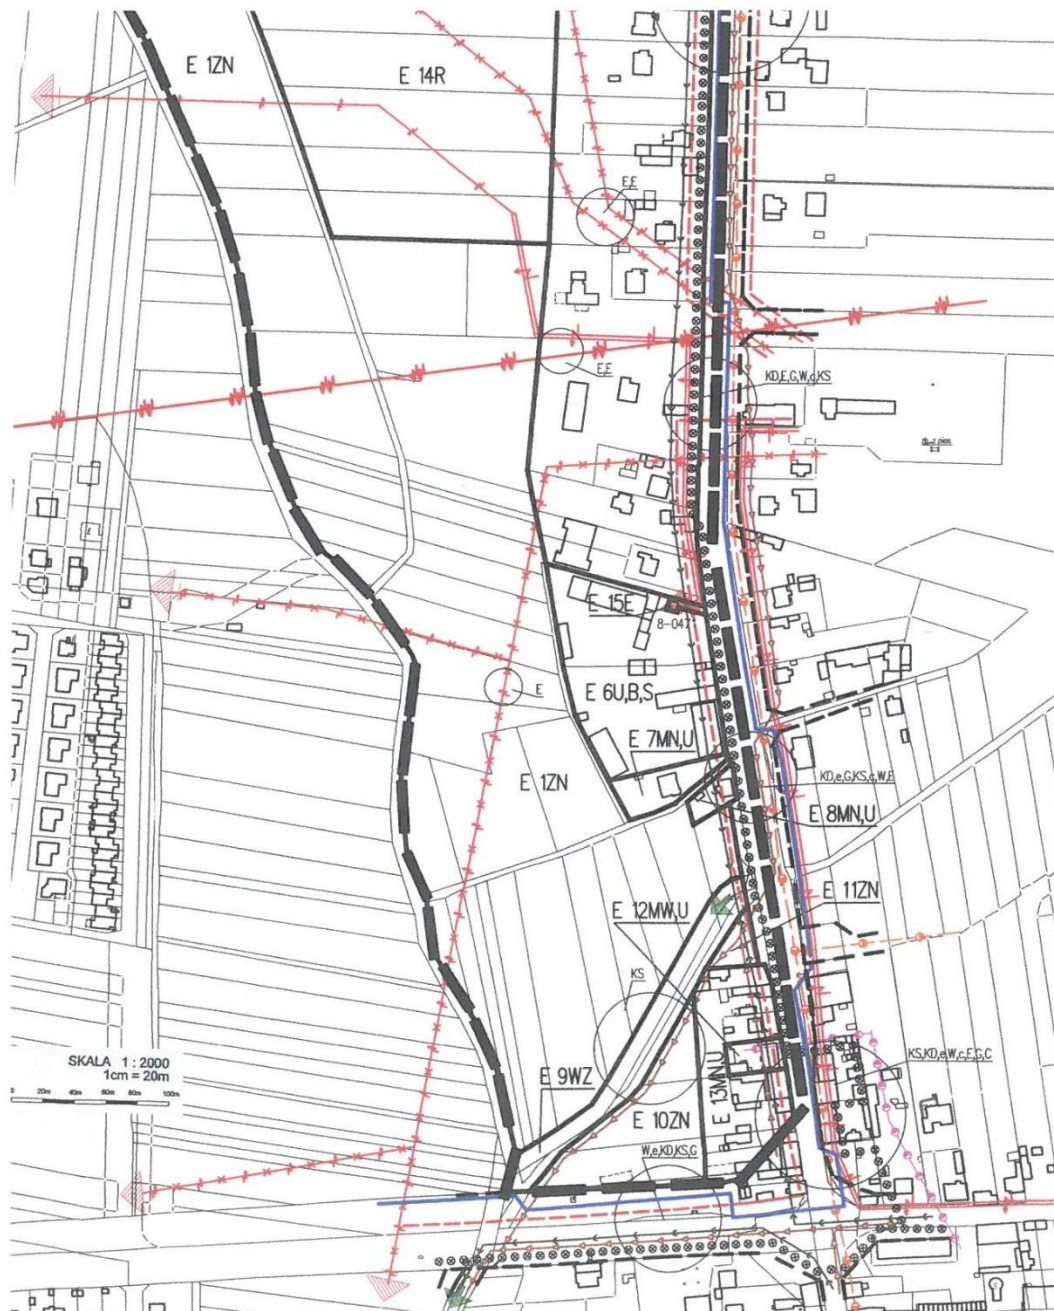 E 1ZN
E 14R
E,E
E,E
KD,E,G,W,c,KS
E 15E
8-047
E 6U,B,S
E
E 7MN,U
E 1ZN
KD,e,G,KS,c,W,E
E 8MN,U
E 12MW,U
E 11ZN
KS
SKALA 1 : 2000
1cm = 20m
0 20m 40m 60m 80m 100m
KS,KD,e,W,c,E,G,C
E 9WZ
E 13MN,U
E 10ZN
W,e,KD,KS,G